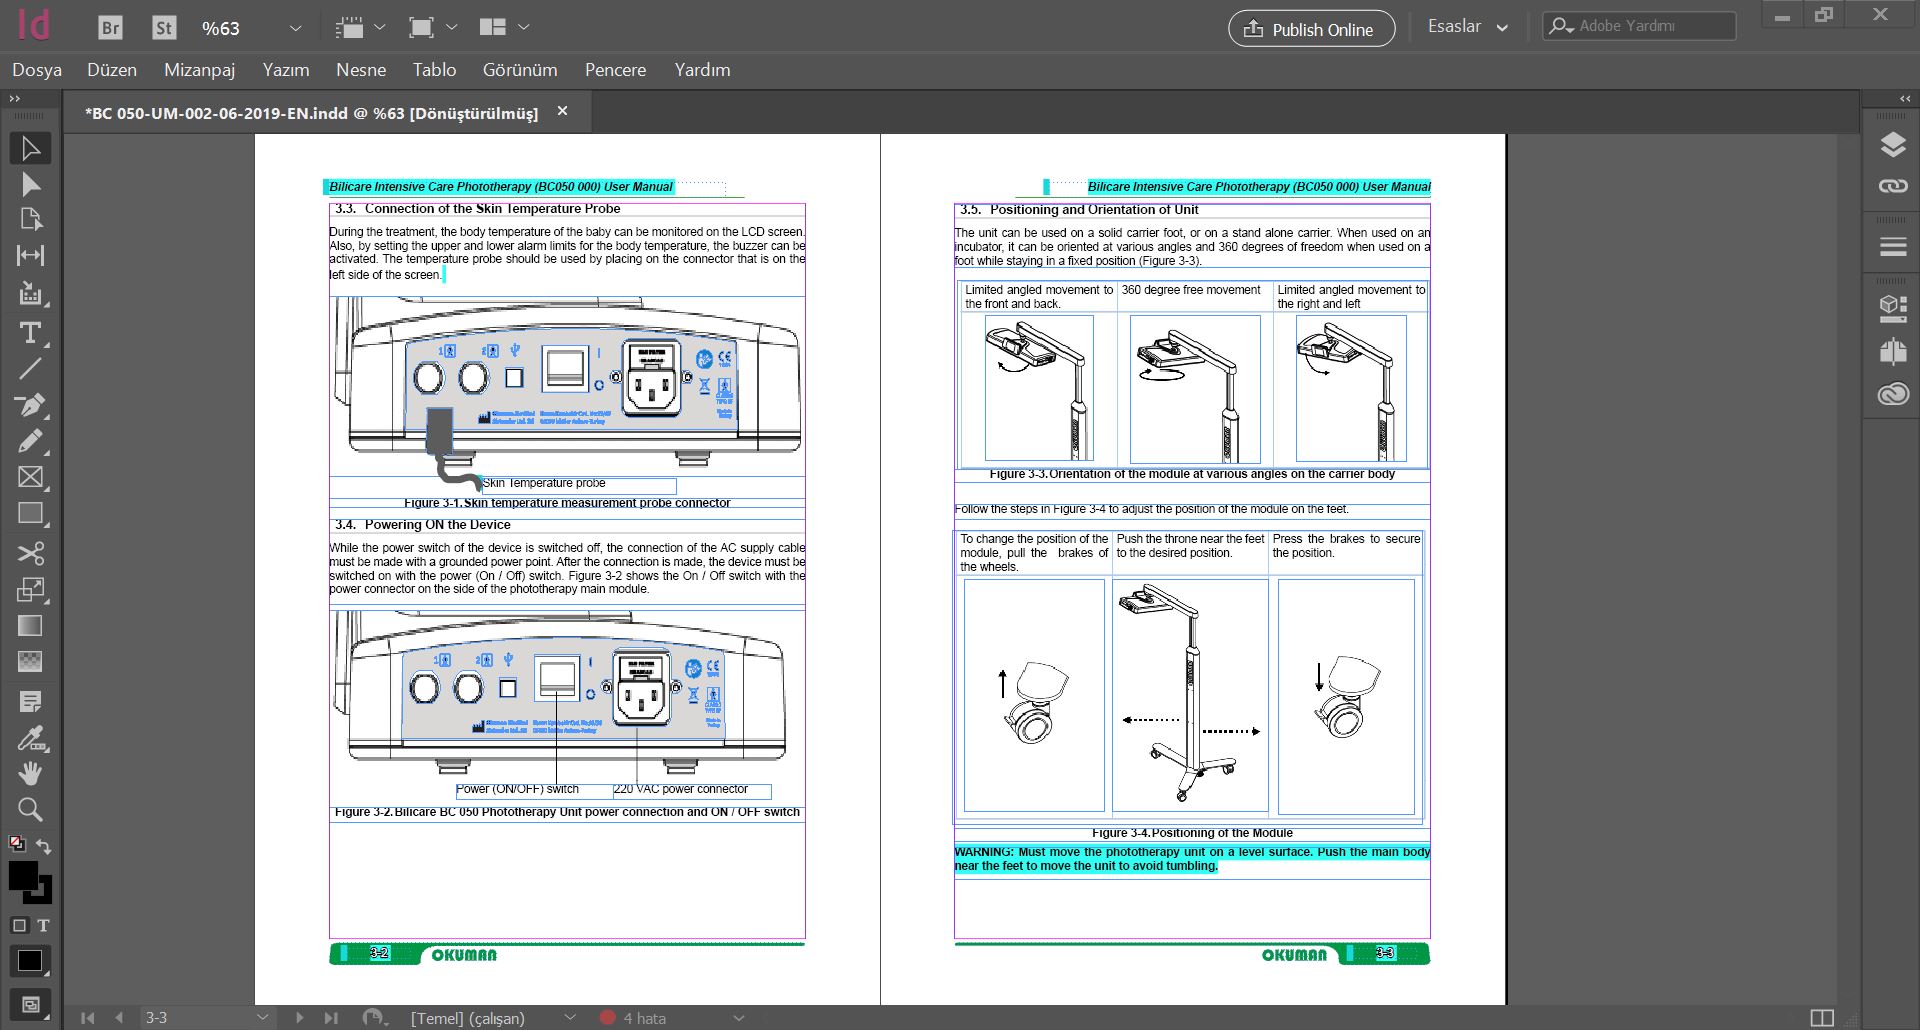 Id
Br
St
%63
Publish Online
Esaslar
Adobe Yardımı
Dosya
Düzen
Mizanpaj
Yazım
Nesne
Tablo
Görünüm
Pencere
Yardım
*BC 050-UM-002-06-2019-EN.indd @ %63 [Dönüştürülmüş]
Bilicare Intensive Care Phototherapy (BC050 000) User Manual
3.3. Connection of the Skin Temperature Probe
During the treatment, the body temperature of the baby can be monitored on the LCD screen.
Also, by setting the upper and lower alarm limits for the body temperature, the buzzer can be
activated. The temperature probe should be used by placing on the connector that is on the
left side of the screen.
Skin Temperature probe
Figure 3-1.Skin temperature measurement probe connector
3.4. Powering ON the Device
While the power switch of the device is switched off, the connection of the AC supply cable
must be made with a grounded power point. After the connection is made, the device must be
switched on with the power (On / Off) switch. Figure 3-2 shows the On / Off switch with the
power connector on the side of the phototherapy main module.
Power (ON/OFF) switch
220 VAC power connector
Figure 3-2.Bilicare BC 050 Phototherapy Unit power connection and ON / OFF switch
3-2
OKUMAN
Bilicare Intensive Care Phototherapy (BC050 000) User Manual
3.5. Positioning and Orientation of Unit
The unit can be used on a solid carrier foot, or on a stand alone carrier. When used on an
incubator, it can be oriented at various angles and 360 degrees of freedom when used on a
foot while staying in a fixed position (Figure 3-3).
Limited angled movement to
the front and back.
360 degree free movement
Limited angled movement to
the right and left
Figure 3-3.Orientation of the module at various angles on the carrier body
Follow the steps in Figure 3-4 to adjust the position of the module on the feet.
To change the position of the
module, pull the brakes of
the wheels.
Push the throne near the feet
to the desired position.
Press the brakes to secure
the position.
Figure 3-4.Positioning of the Module
WARNING: Must move the phototherapy unit on a level surface. Push the main body
near the feet to move the unit to avoid tumbling.
OKUMAN
3-3
3-3
[Temel] (çalışan)
4 hata